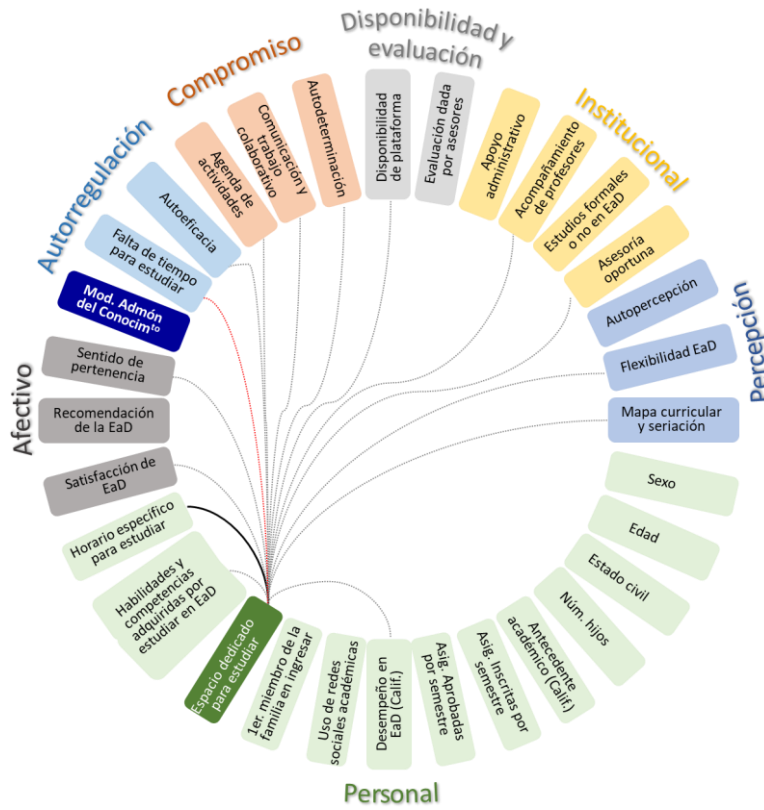 Disponibilidad y
evaluación
Compromiso
Autorregulación
Institucional
Percepción
Afectivo
Personal
Agenda de
actividades
Comunicación y
trabajo
colaborativo
Autodeterminación
Disponibilidad
de plataforma
Evaluación dada
por asesores
Apoyo
administrativo
Acompañamiento
de profesores
Estudios formales
o no en EaD
Asesoría
oportuna
Autopercepción
Flexibilidad EaD
Mapa curricular
y seriación
Sexo
Edad
Estado civil
Núm. hijos
Antecedente
académico (Calif.)
Asig. Inscritas por
semestre
Asig. Aprobadas
por semestre
Desempeño en
EaD (Calif.)
Uso de redes
sociales académicas
1er. miembro de la
familia en ingresar
Espacio dedicado
para estudiar
Habilidades y
competencias
adquiridas por
estudiar en EaD
Horario específico
para estudiar
Satisfacción de
EaD
Recomendación
de la EaD
Sentido de
pertenencia
Mod. Admón
del Conocimto
Falta de tiempo
para estudiar
Autoeficacia